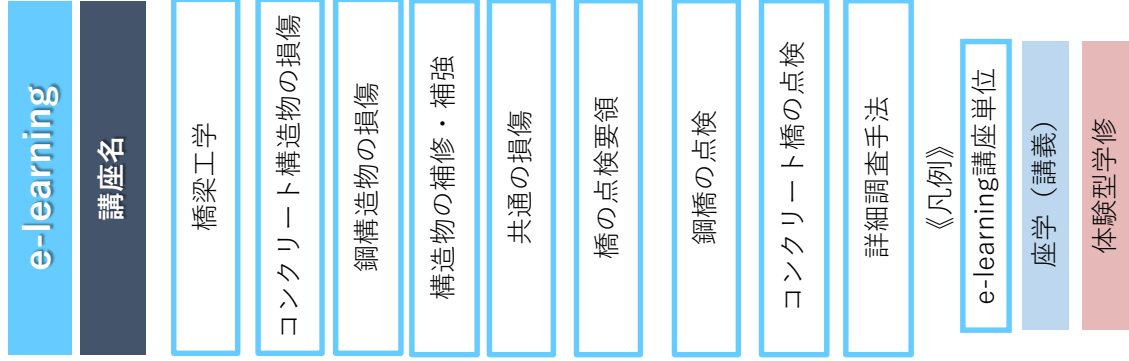 e-learning
講座名
橋梁工学
コンクリート構造物の損傷
鋼構造物の損傷
構造物の補修・補強
共通の損傷
橋の点検要領
鋼橋の点検
コンクリート橋の点検
詳細調査手法
《凡例》
e-learning講座単位
座学（講義）
体験型学修